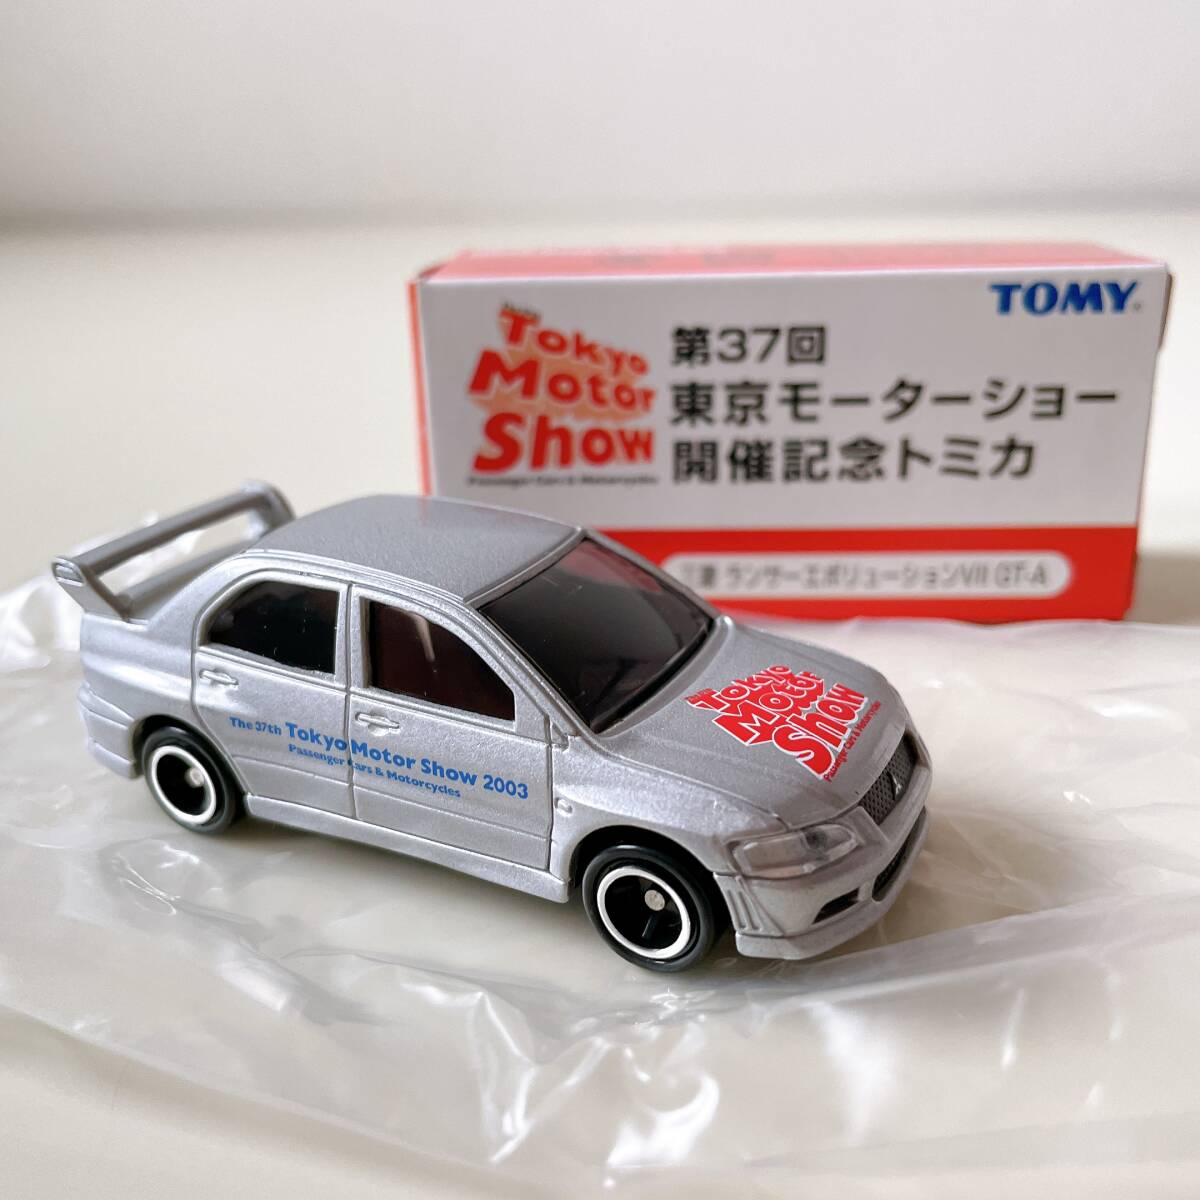 TOMY
Tokyo
Motor
Show
Passenger Cars & Motorcycles
第37回
東京モーターショー
開催記念トミカ
三菱 ランサーエボリューションVII GT-A
The 37th Tokyo Motor Show 2003
Passenger Cars & Motorcycles
Tokyo
Motor
Show
Passenger Cars & Motorcycles